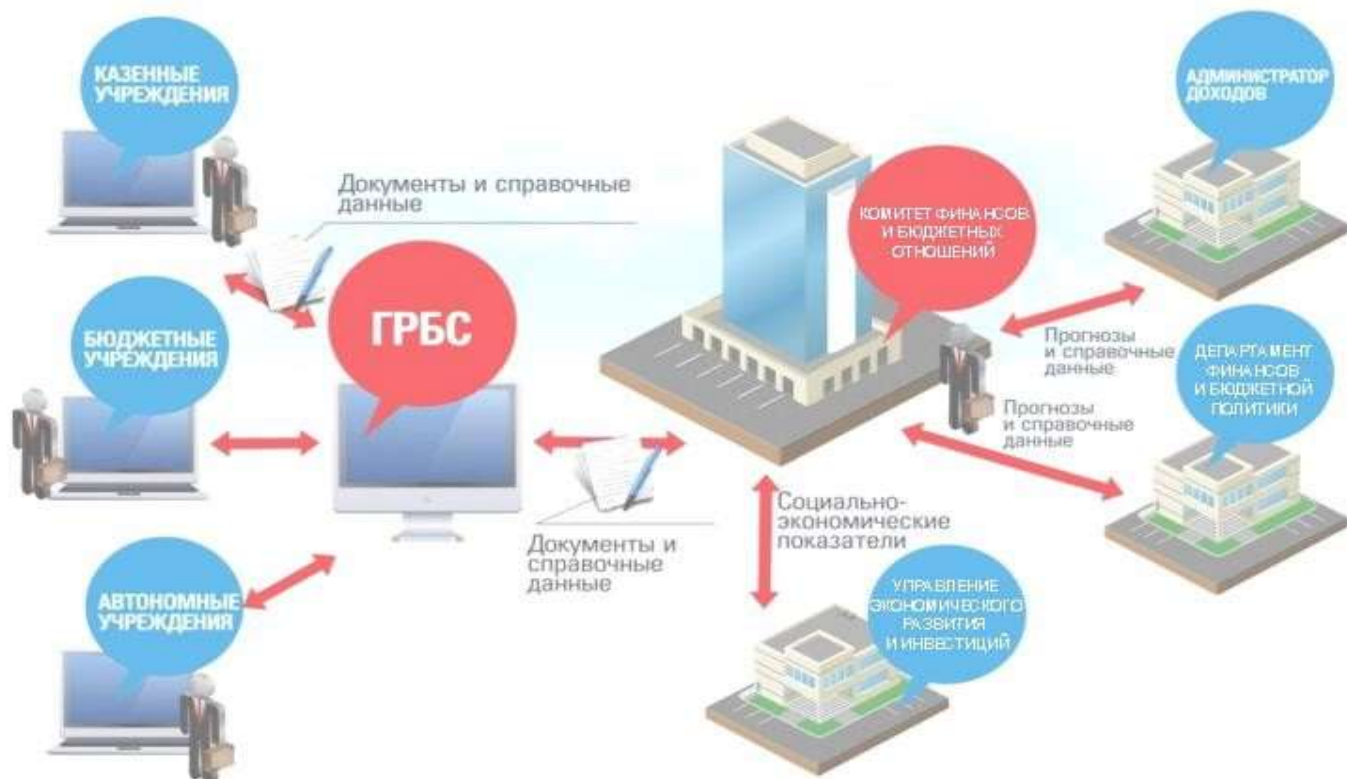 КАЗЕННЫЕ
УЧРЕЖДЕНИЯ
Документы и справочные
данные
БЮДЖЕТНЫЕ
УЧРЕЖДЕНИЯ
ГРБС
АВТОНОМНЫЕ
УЧРЕЖДЕНИЯ
Документы и
справочные
данные
КОМИТЕТ ФИНАНСОВ
И БЮДЖЕТНЫХ
ОТНОШЕНИЙ
Социально-
экономические
показатели
УПРАВЛЕНИЕ
ЭКОНОМИЧЕСКОГО
РАЗВИТИЯ
И ИНВЕСТИЦИЙ
АДМИНИСТРАТОР
ДОХОДОВ
Прогнозы
и справочные
данные
ДЕПАРТАМЕНТ
ФИНАНСОВ
И БЮДЖЕТНОЙ
ПОЛИТИКИ
Прогнозы
и справочные
данные